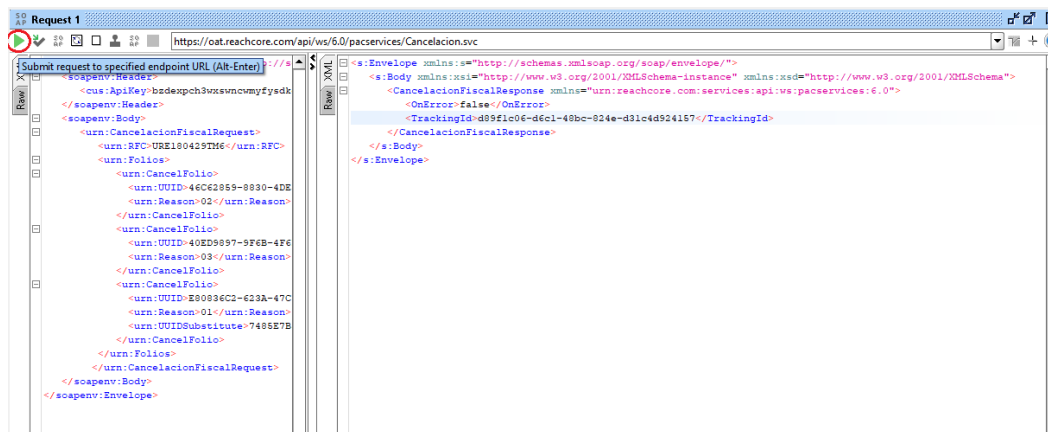 SO AP Request 1
https://oat.reachcore.com/api/ws/6.0/pacservices/Cancelacion.svc
Submit request to specified endpoint URL (Alt-Enter)
XML
Raw
://s
<soapenv:Header>
<cus:ApiKey>bzdexpch3wxswncwmyfysdk
</soapenv:Header>
<soapenv:Body>
<urn:CancelacionFiscalRequest>
<urn:RFC>URE180429TM6</urn:RFC>
<urn:Folios>
<urn:CancelFolio>
<urn:UUID>46C62859-8830-4DE
<urn:Reason>02</urn:Reason>
</urn:CancelFolio>
<urn:CancelFolio>
<urn:UUID>40ED9897-9F6B-4F6
<urn:Reason>03</urn:Reason>
</urn:CancelFolio>
<urn:CancelFolio>
<urn:UUID>E80836C2-623A-47C
<urn:Reason>01</urn:Reason>
<urn:UUIDSubstitute>7485E7B
</urn:CancelFolio>
</urn:Folios>
</urn:CancelacionFiscalRequest>
</soapenv:Body>
</soapenv:Envelope>
XML
Raw
<s:Envelope xmlns:s="http://schemas.xmlsoap.org/soap/envelope/">
<s:Body xmlns:xsi="http://www.w3.org/2001/XMLSchema-instance" xmlns:xsd="http://www.w3.org/2001/XMLSchema">
<CancelacionFiscalResponse xmlns="urn:reachcore.com:services:api:ws:pacservices:6.0">
<OnError>false</OnError>
<TrackingId>d89f1c06-d6c1-48bc-824e-d31c4d924157</TrackingId>
</CancelacionFiscalResponse>
</s:Body>
</s:Envelope>